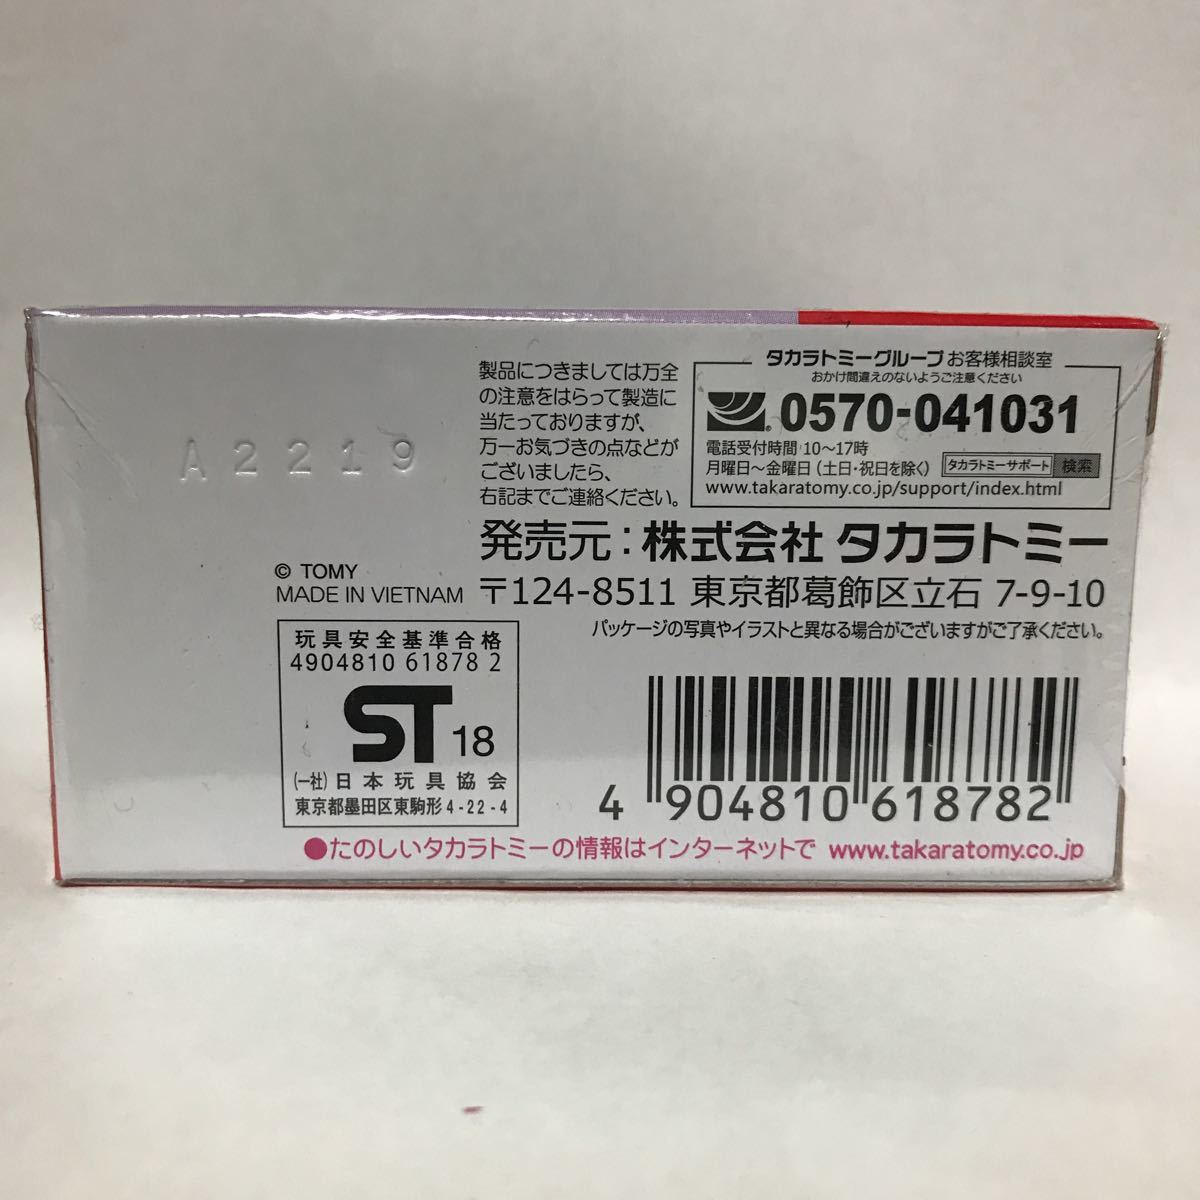 A2219
製品につきましては万全
の注意をはらって製造に
当たっておりますが、
万一お気づきの点などが
ございましたら、
右記までご連絡ください。
タカラトミーグループ お客様相談室
おかけ間違えのないようご注意ください
0570-041031
電話受付時間 10〜17時
月曜日〜金曜日（土日・祝日を除く） タカラトミーサポート 検索
www.takaratomy.co.jp/support/index.html
発売元：株式会社 タカラトミー
〒124-8511 東京都葛飾区立石 7-9-10
パッケージの写真やイラストと異なる場合がございますがご了承ください。
© TOMY
MADE IN VIETNAM
玩具安全基準合格
4904810 61878 2
ST 18
(一社) 日本玩具協会
東京都墨田区東駒形 4-22-4
4 904810 618782
●たのしいタカラトミーの情報はインターネットで www.takaratomy.co.jp